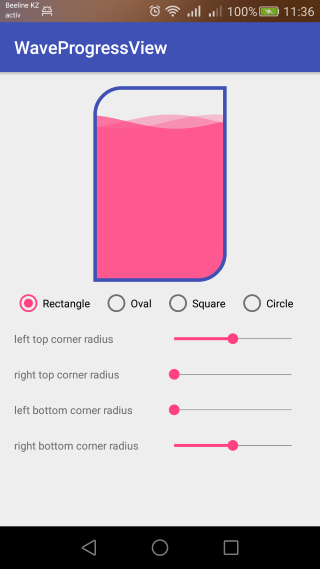 Beeline KZ
activ
100%
11:36
WaveProgressView
Rectangle
Oval
Square
Circle
left top corner radius
right top corner radius
left bottom corner radius
right bottom corner radius